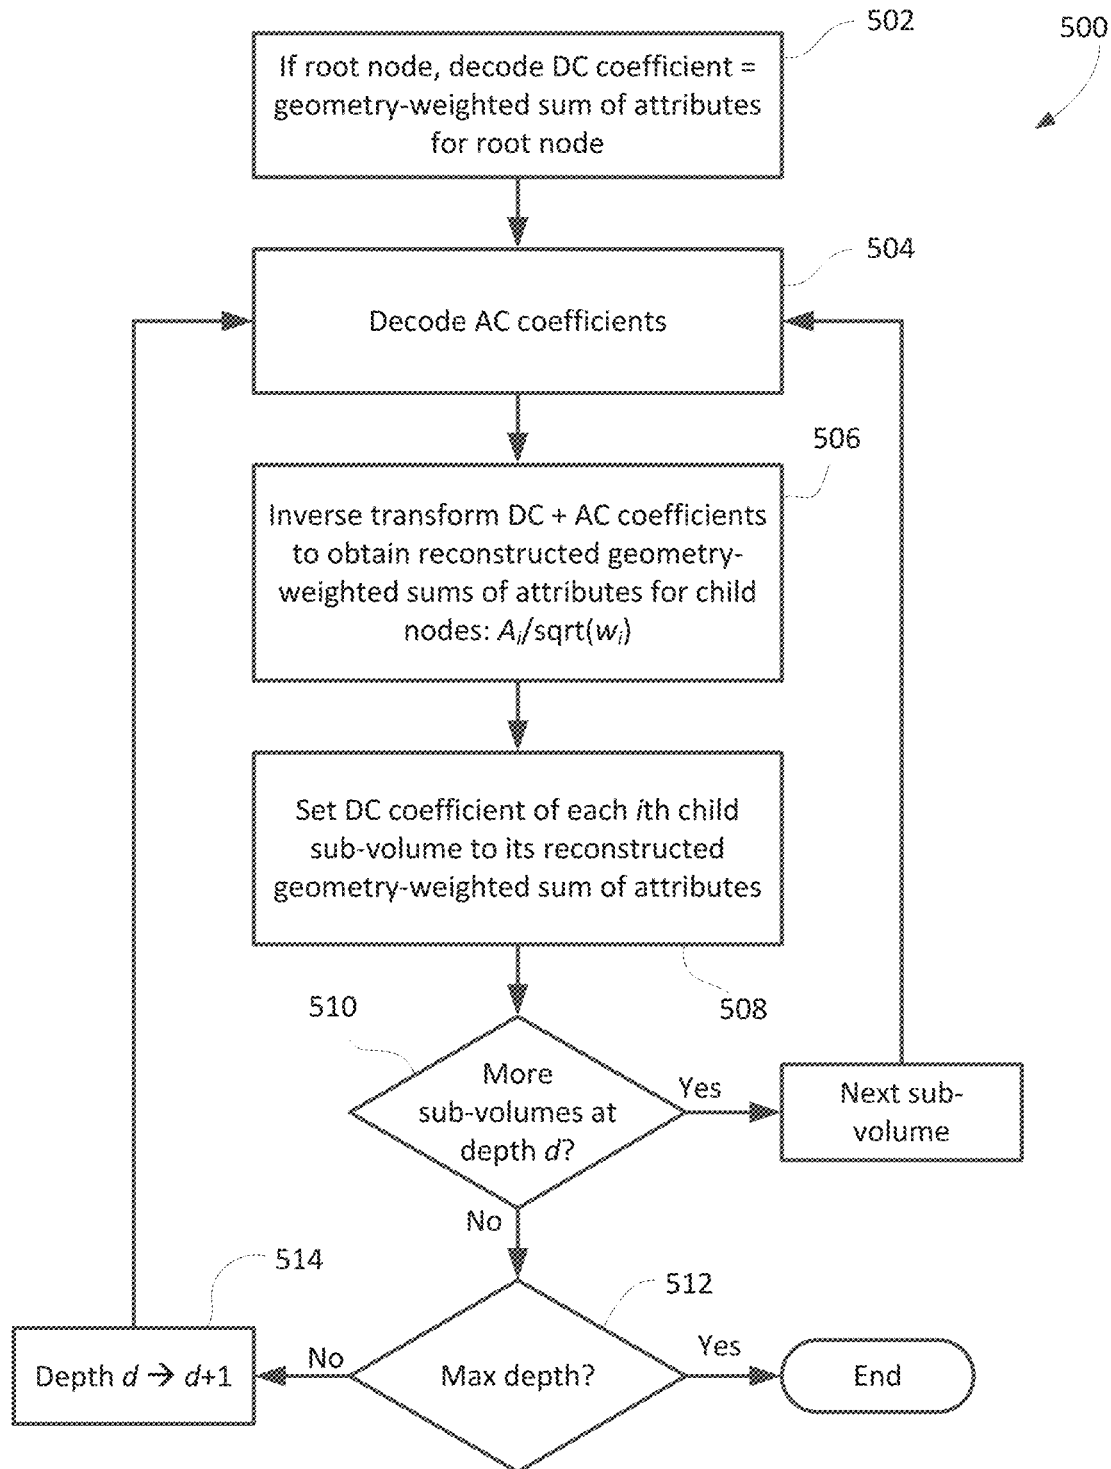 502
500
If root node, decode DC coefficient =
geometry-weighted sum of attributes
for root node
504
Decode AC coefficients
506
Inverse transform DC + AC coefficients
to obtain reconstructed geometry-
weighted sums of attributes for child
nodes: Ai/sqrt(wi)
Set DC coefficient of each ith child
sub-volume to its reconstructed
geometry-weighted sum of attributes
508
510
More
sub-volumes at
depth d?
Yes
Next sub-
volume
No
514
512
Depth d → d+1
No
Max depth?
Yes
End